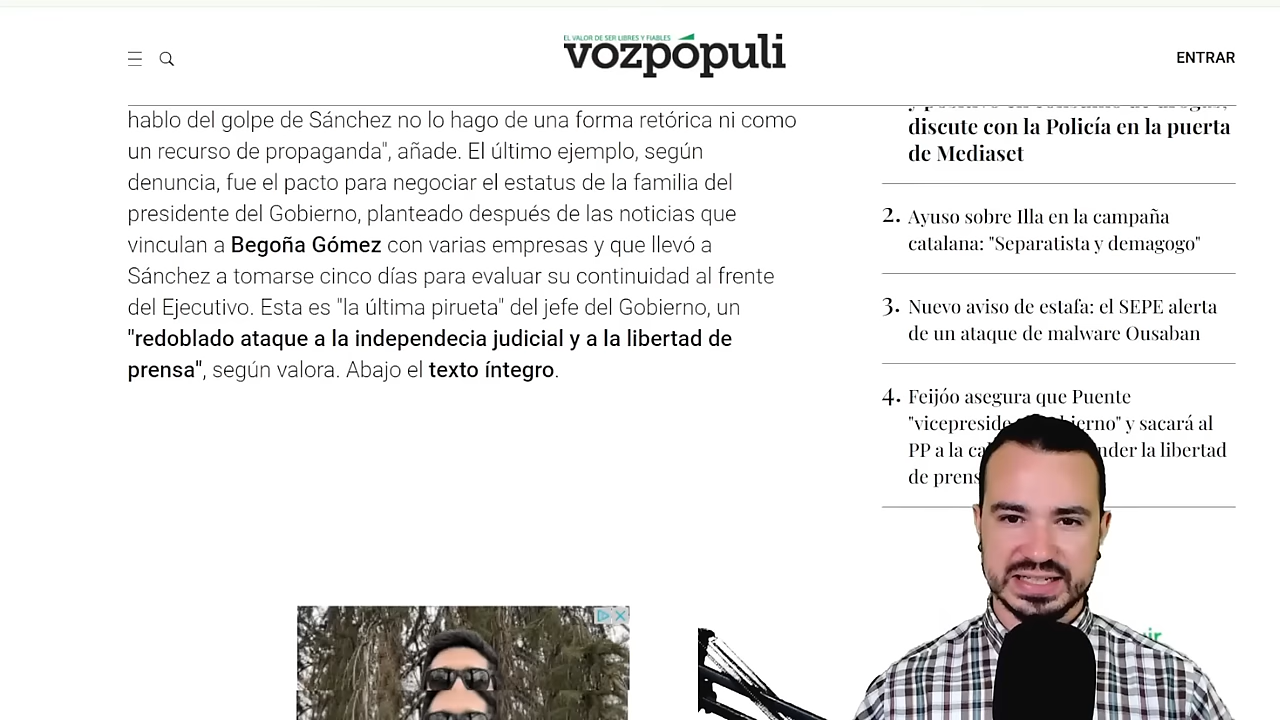 EL VALOR DE SER LIBRES Y FIABLES
vozpópuli
ENTRAR
hablo del golpe de Sánchez no lo hago de una forma retórica ni como
un recurso de propaganda", añade. El último ejemplo, según
denuncia, fue el pacto para negociar el estatus de la familia del
presidente del Gobierno, planteado después de las noticias que
vinculan a Begoña Gómez con varias empresas y que llevó a
Sánchez a tomarse cinco días para evaluar su continuidad al frente
del Ejecutivo. Esta es "la última pirueta" del jefe del Gobierno, un
"redoblado ataque a la independecia judicial y a la libertad de
prensa", según valora. Abajo el texto íntegro.
discute con la Policía en la puerta
de Mediaset
2. Ayuso sobre Illa en la campaña
catalana: "Separatista y demagogo"
3. Nuevo aviso de estafa: el SEPE alerta
de un ataque de malware Ousaban
4. Feijóo asegura que Puente
y sacará al
PP a la la libertad
de